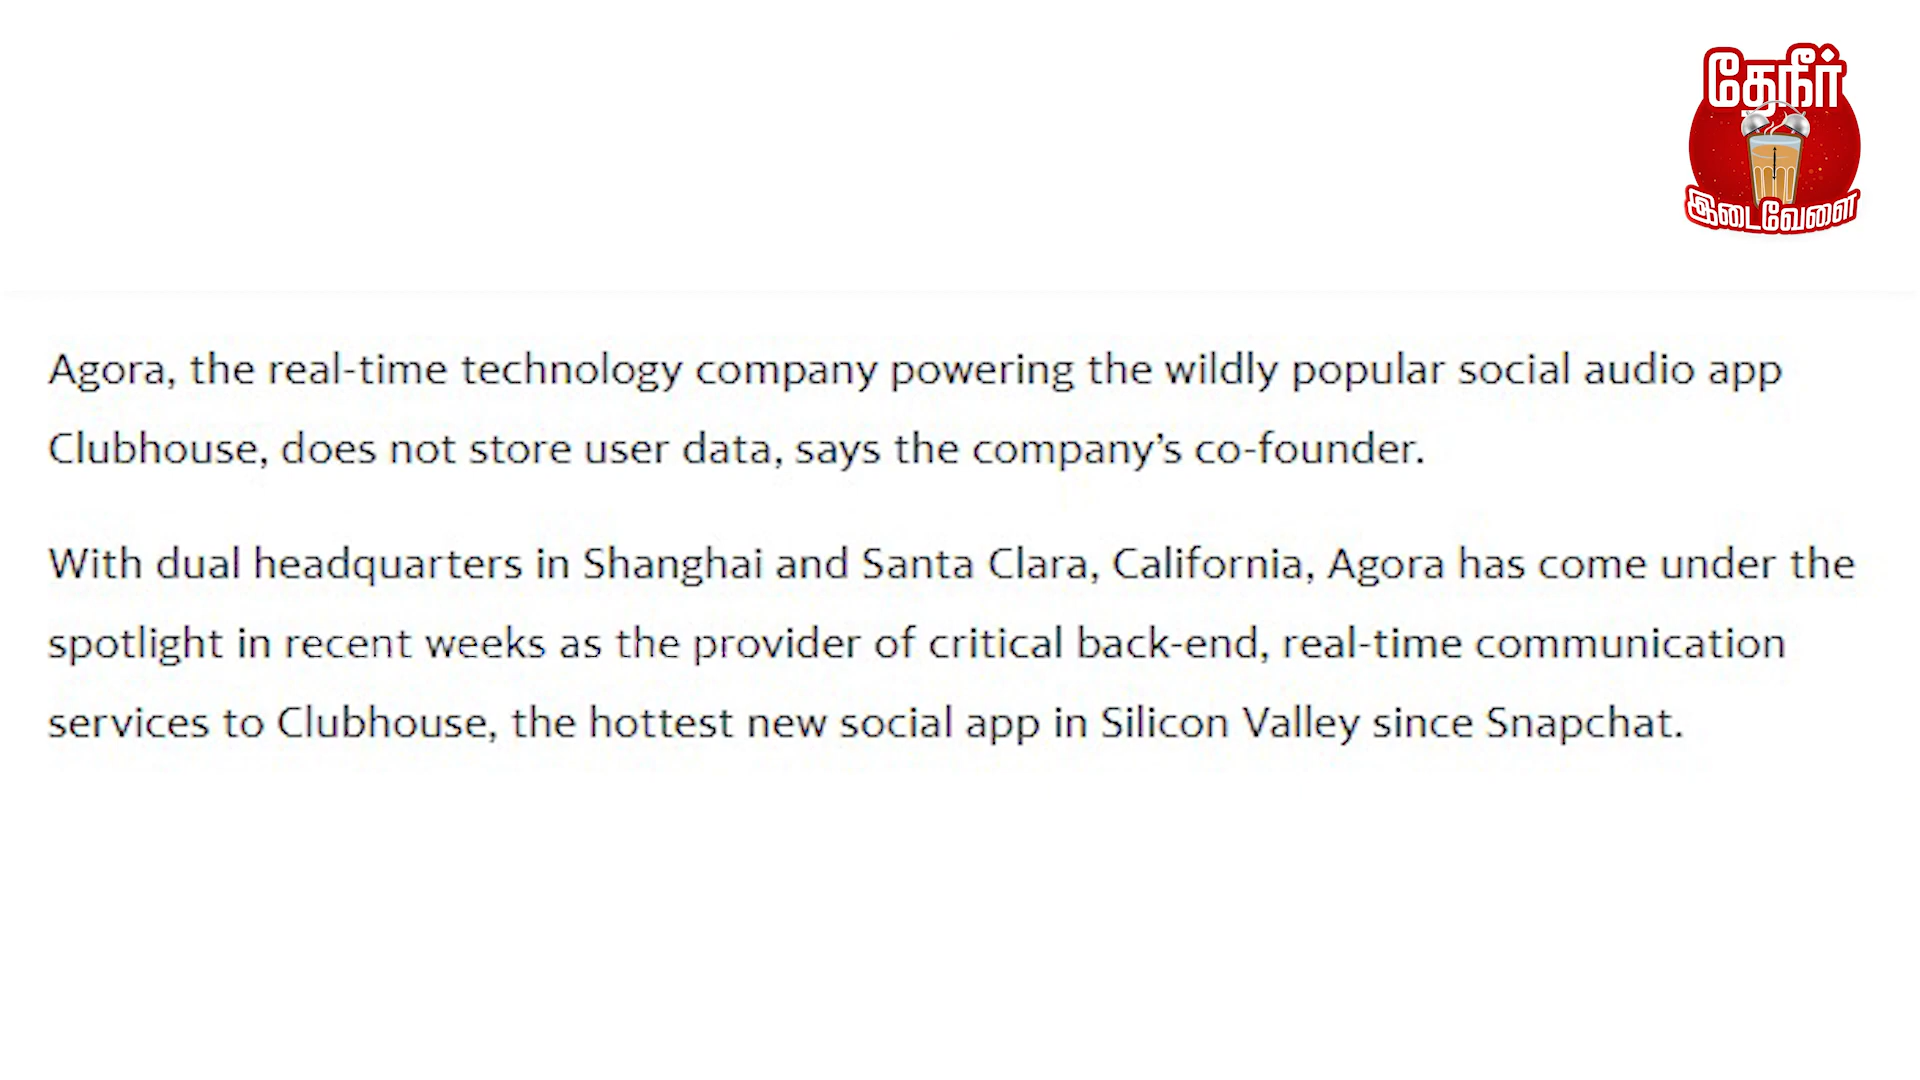 தேநீர்
இடைவேளை
Agora, the real-time technology company powering the wildly popular social audio app
Clubhouse, does not store user data, says the company’s co-founder.
With dual headquarters in Shanghai and Santa Clara, California, Agora has come under the
spotlight in recent weeks as the provider of critical back-end, real-time communication
services to Clubhouse, the hottest new social app in Silicon Valley since Snapchat.